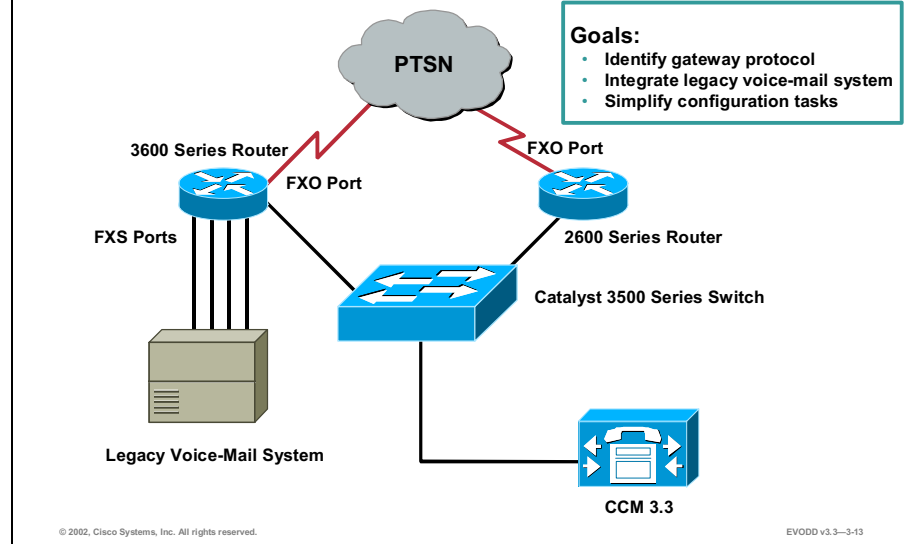 Goals:
• Identify gateway protocol
• Integrate legacy voice-mail system
• Simplify configuration tasks
PTSN
3600 Series Router
FXO Port
FXO Port
FXS Ports
2600 Series Router
Catalyst 3500 Series Switch
Legacy Voice-Mail System
CCM 3.3
© 2002, Cisco Systems, Inc. All rights reserved.
EVODD v3.3—3-13